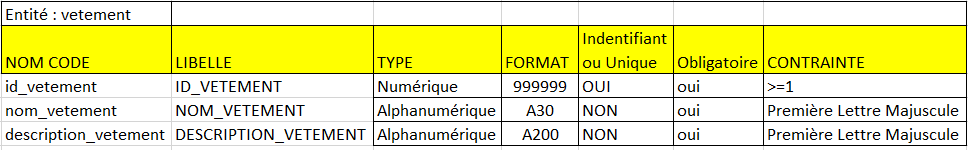 Entité : vetement
NOM CODE LIBELLE TYPE FORMAT Indentifiant ou Unique Obligatoire CONTRAINTE
id_vetement ID_VETEMENT Numérique 999999 OUI oui >=1
nom_vetement NOM_VETEMENT Alphanumérique A30 NON oui Première Lettre Majuscule
description_vetement DESCRIPTION_VETEMENT Alphanumérique A200 NON oui Première Lettre Majuscule